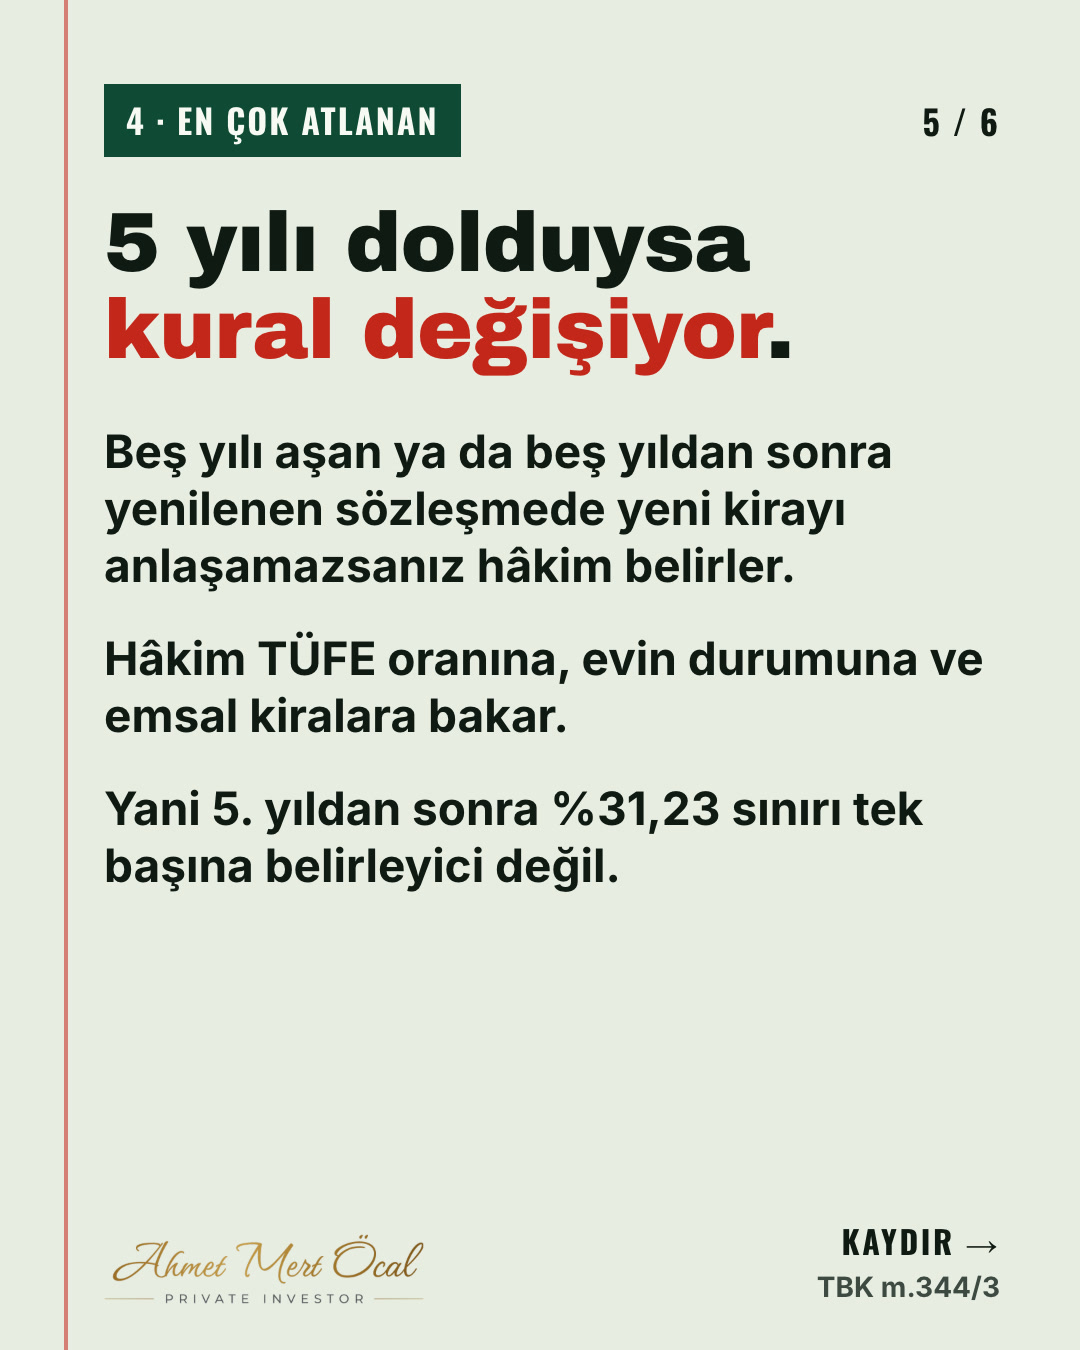 4 · EN ÇOK ATLANAN
5 / 6
5 yılı dolduysa
kural değişiyor.
Beş yılı aşan ya da beş yıldan sonra
yenilenen sözleşmede yeni kirayı
anlaşamazsanız hâkim belirler.
Hâkim TÜFE oranına, evin durumuna ve
emsal kiralara bakar.
Yani 5. yıldan sonra %31,23 sınırı tek
başına belirleyici değil.
Ahmet Mert Öcal
PRIVATE INVESTOR
KAYDIR →
TBK m.344/3